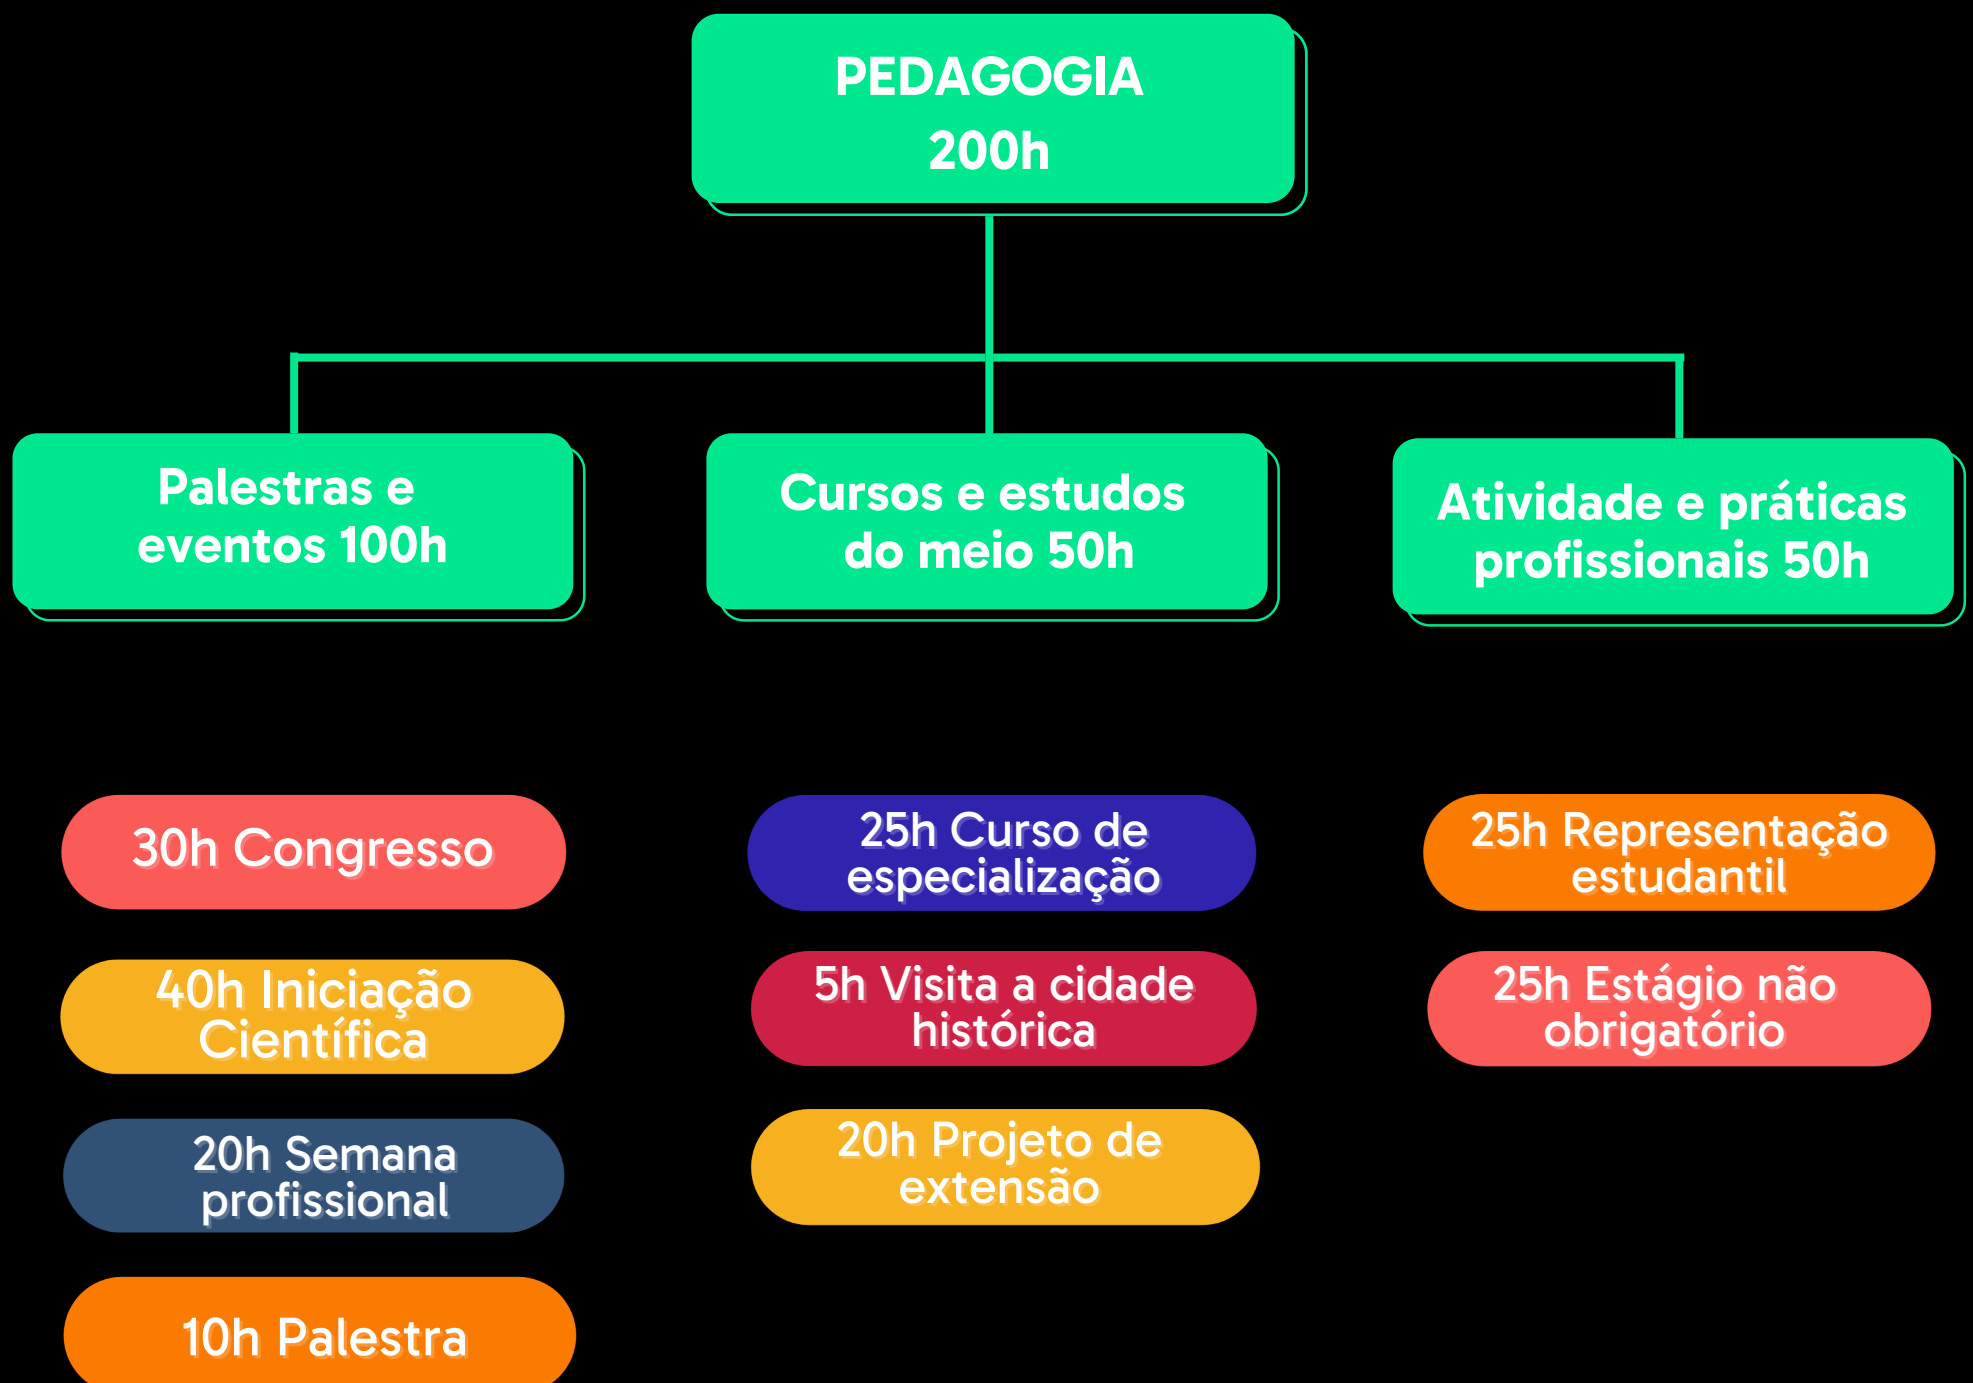 PEDAGOGIA
200h
Palestras e
eventos 100h
Cursos e estudos
do meio 50h
Atividade e práticas
profissionais 50h
30h Congresso
40h Iniciação
Científica
20h Semana
profissional
10h Palestra
25h Curso de
especialização
5h Visita a cidade
histórica
20h Projeto de
extensão
25h Representação
estudantil
25h Estágio não
obrigatório